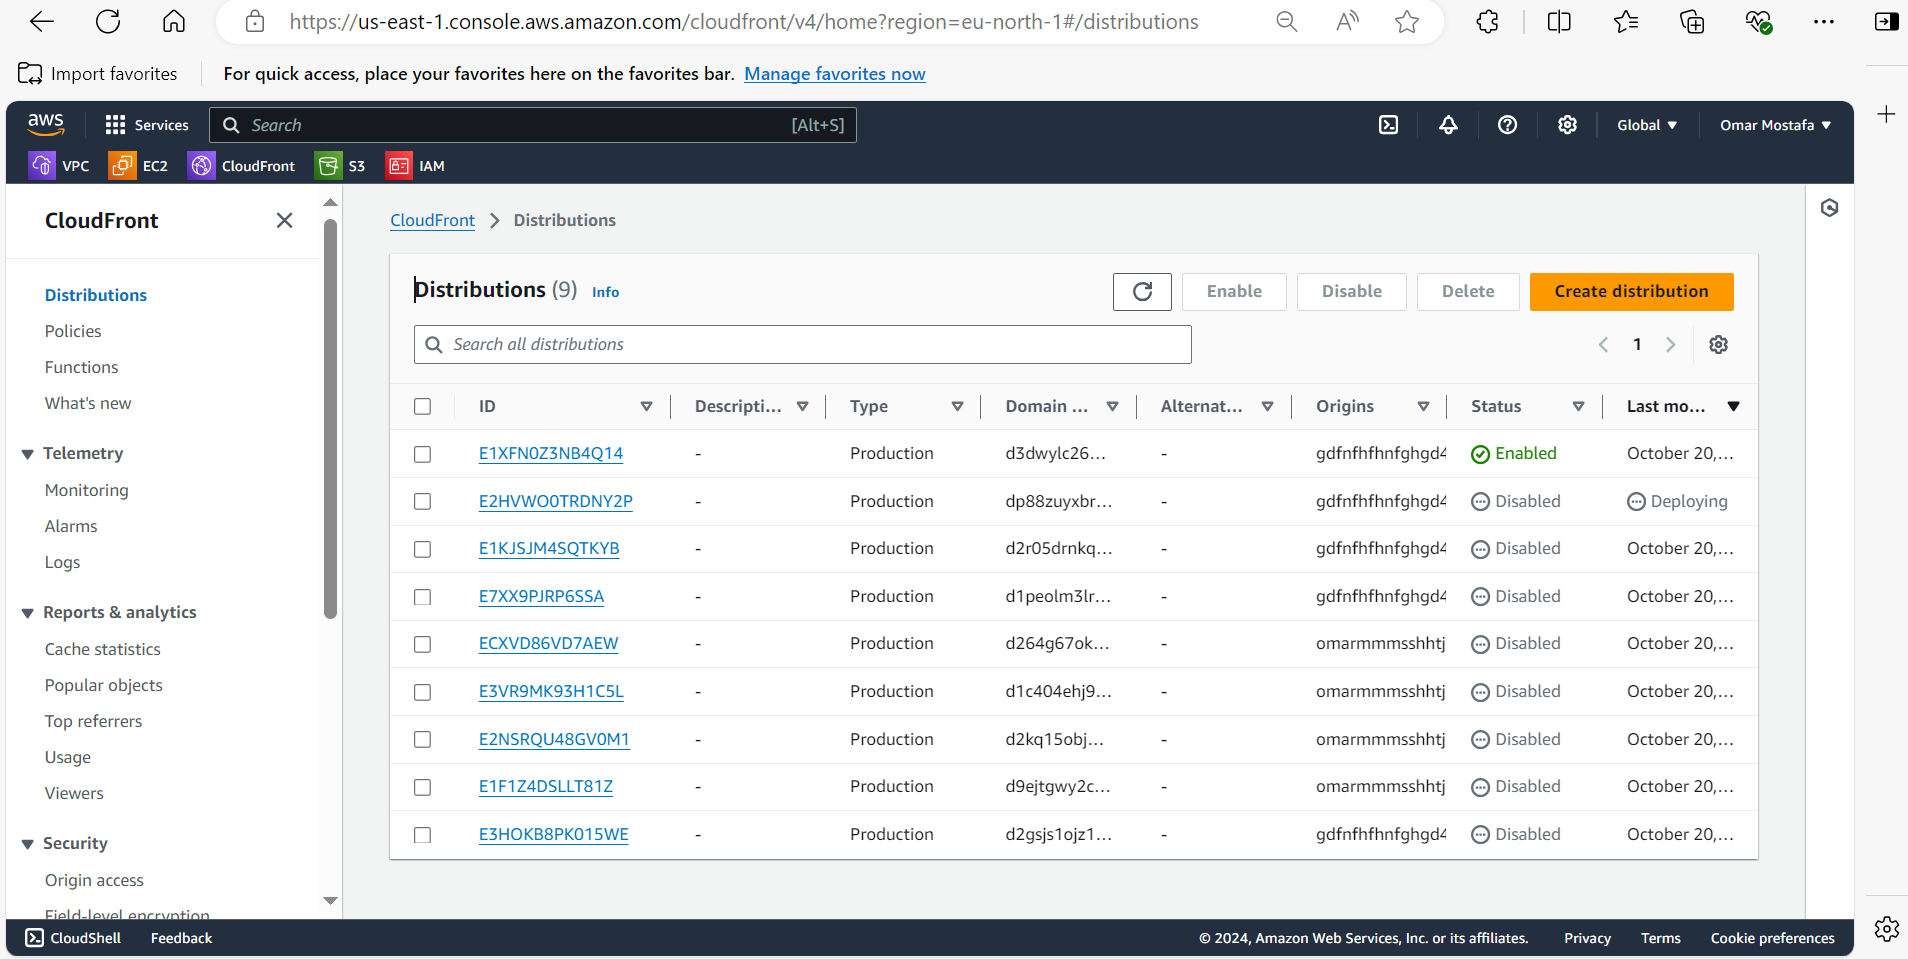 https://us-east-1.console.aws.amazon.com/cloudfront/v4/home?region=eu-north-1#/distributions
Import favorites For quick access, place your favorites here on the favorites bar. Manage favorites now
aws Services Search [Alt+S] Global Omar Mostafa
VPC EC2 CloudFront S3 IAM
CloudFront
Distributions
Policies
Functions
What's new
Telemetry
Monitoring
Alarms
Logs
Reports & analytics
Cache statistics
Popular objects
Top referrers
Usage
Viewers
Security
Origin access
Field-level encryption
CloudFront Distributions
Distributions (9) Info Enable Disable Delete Create distribution
Search all distributions 1
ID Descripti... Type Domain ... Alternat... Origins Status Last mo...
E1XFN0Z3NB4Q14 - Production d3dwylc26... - gdfnfhfhnfghgd4 Enabled October 20,...
E2HVWO0TRDNY2P - Production dp88zuyxbr... - gdfnfhfhnfghgd4 Disabled Deploying
E1KJSJM4SQTKYB - Production d2r05drnkq... - gdfnfhfhnfghgd4 Disabled October 20,...
E7XX9PJRP6SSA - Production d1peolm3lr... - gdfnfhfhnfghgd4 Disabled October 20,...
ECXVD86VD7AEW - Production d264g67ok... - omarmmmsshhtj Disabled October 20,...
E3VR9MK93H1C5L - Production d1c404ehj9... - omarmmmsshhtj Disabled October 20,...
E2NSRQU48GV0M1 - Production d2kq15obj... - omarmmmsshhtj Disabled October 20,...
E1F1Z4DSLLT81Z - Production d9ejtgwy2c... - omarmmmsshhtj Disabled October 20,...
E3HOKB8PK015WE - Production d2gsjs1ojz1... - gdfnfhfhnfghgd4 Disabled October 20,...
CloudShell Feedback © 2024, Amazon Web Services, Inc. or its affiliates. Privacy Terms Cookie preferences